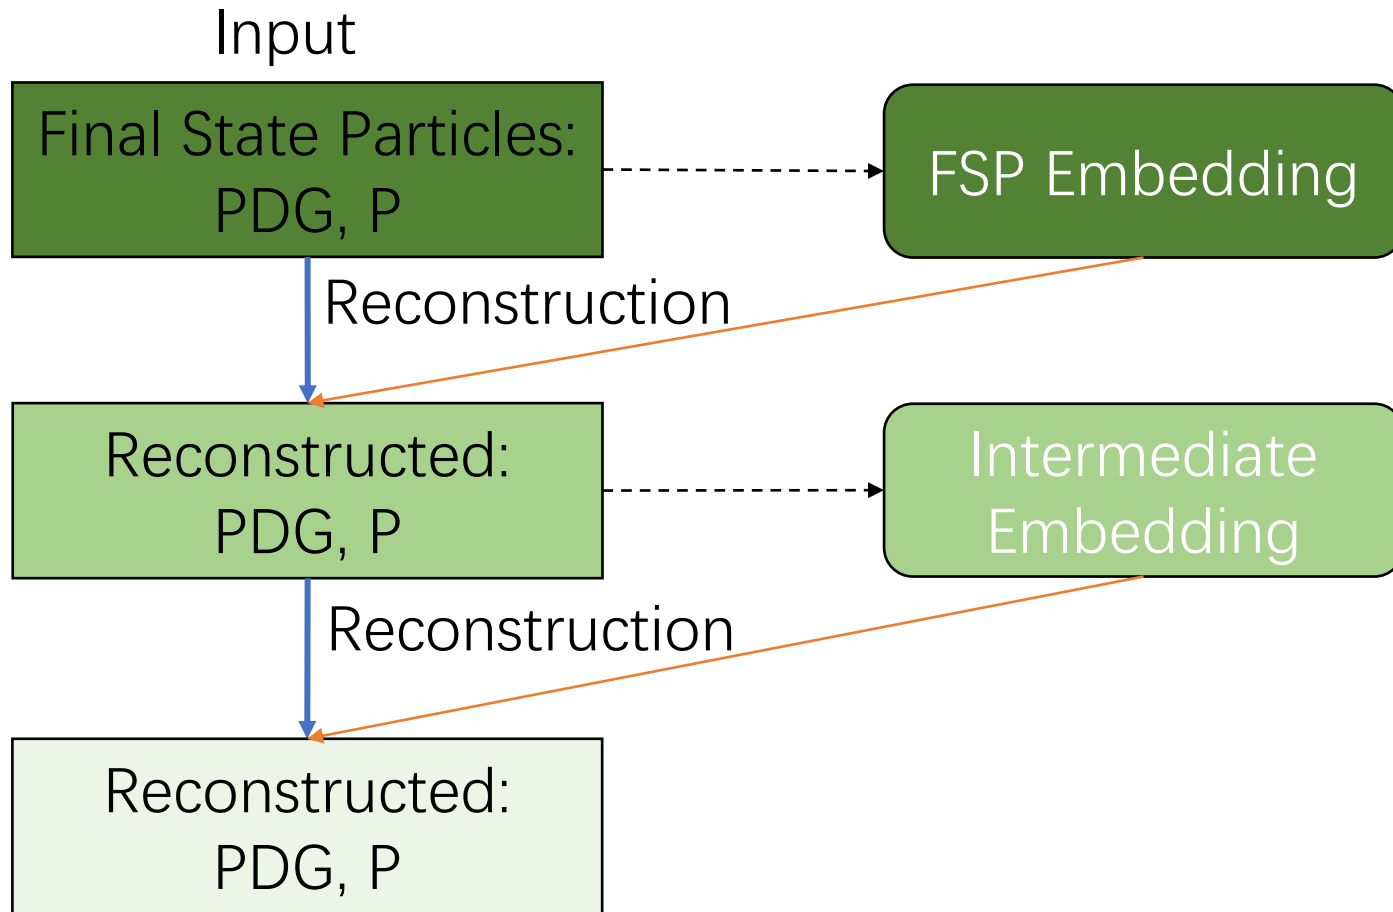 Input
Final State Particles:
PDG, P
FSP Embedding
Reconstruction
Reconstructed:
PDG, P
Intermediate
Embedding
Reconstruction
Reconstructed:
PDG, P